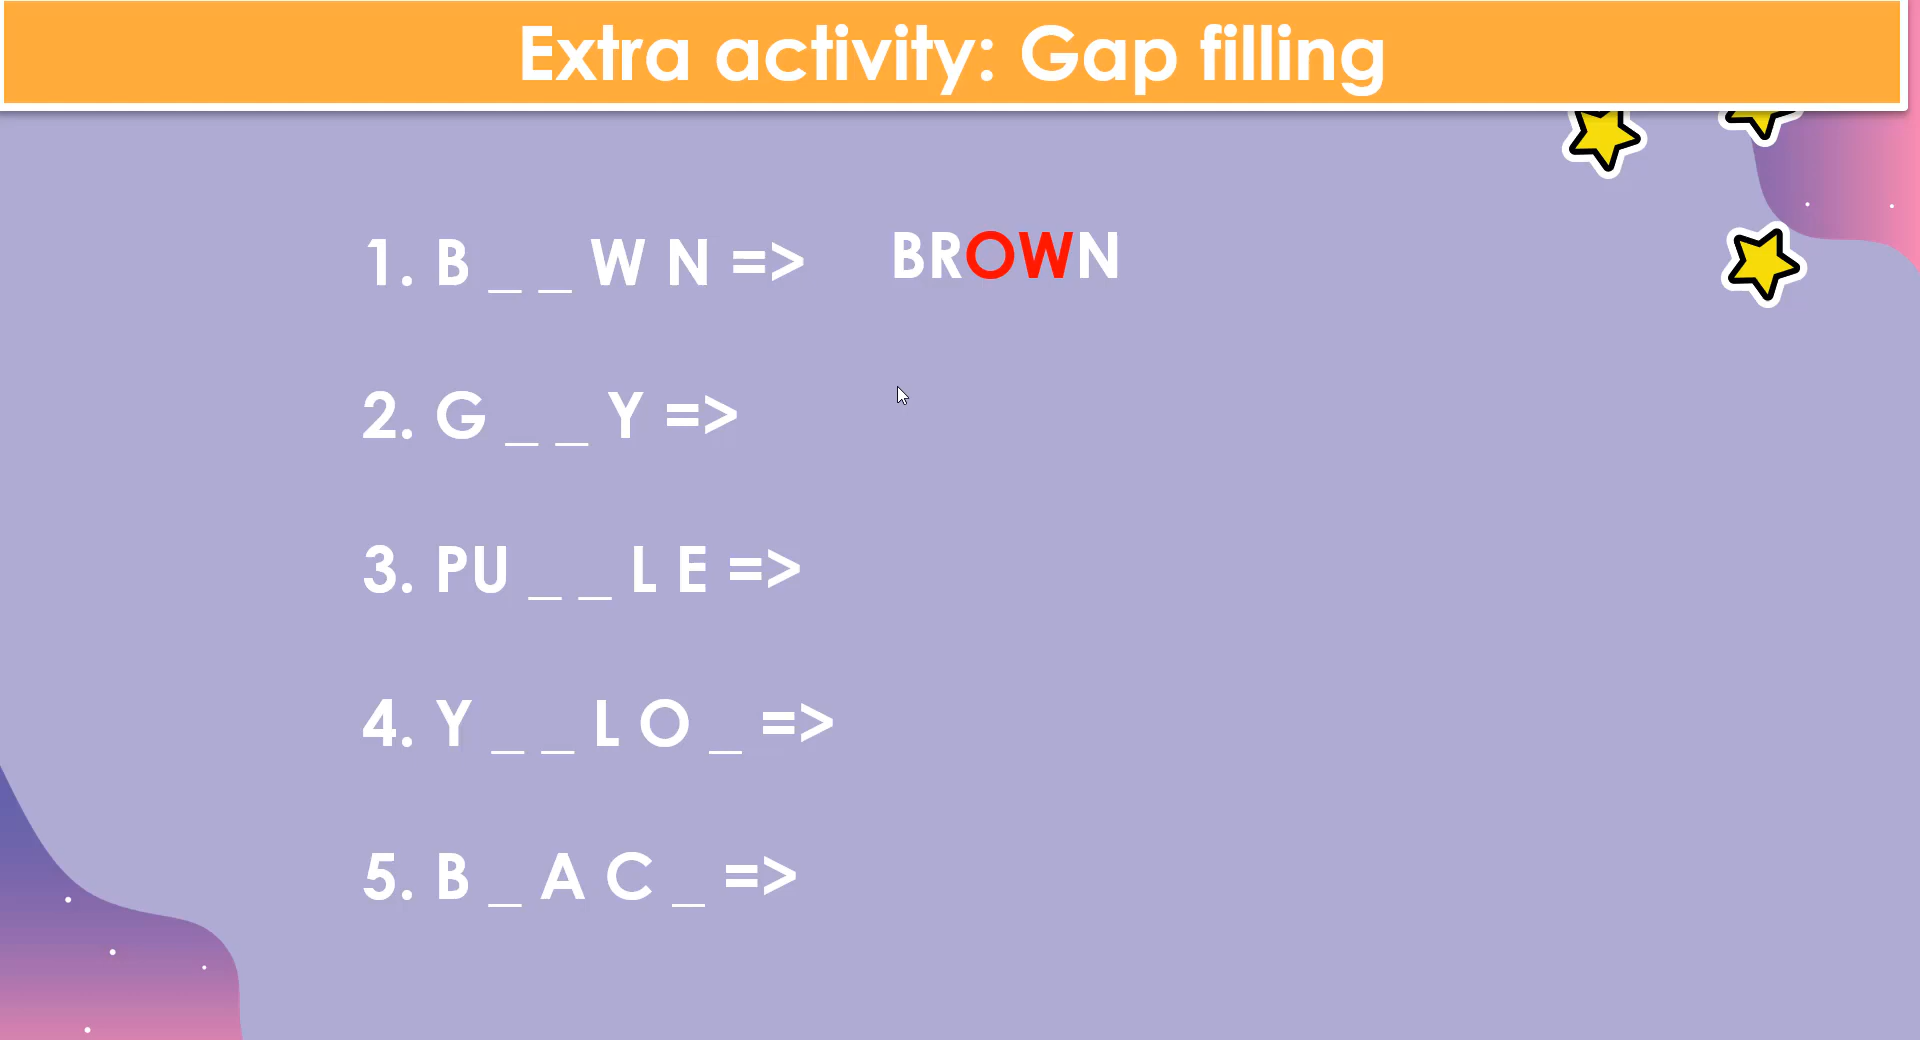 Extra activity: Gap filling
1. B _ _ W N => BROWN
2. G _ _ Y =>
3. PU _ _ L E =>
4. Y _ _ L O _ =>
5. B _ A C _ =>